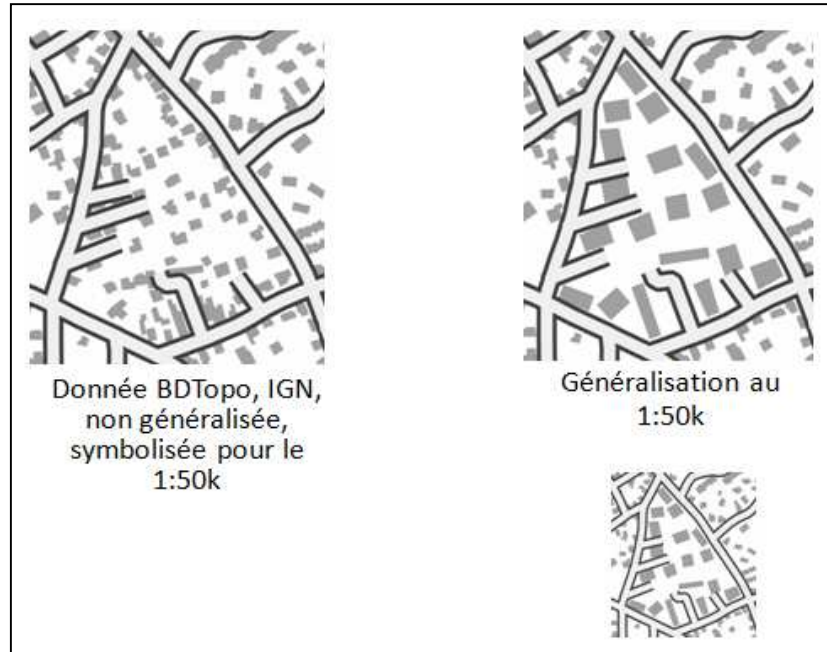 Donnée BDTopo, IGN,
non généralisée,
symbolisée pour le
1:50k
Généralisation au
1:50k